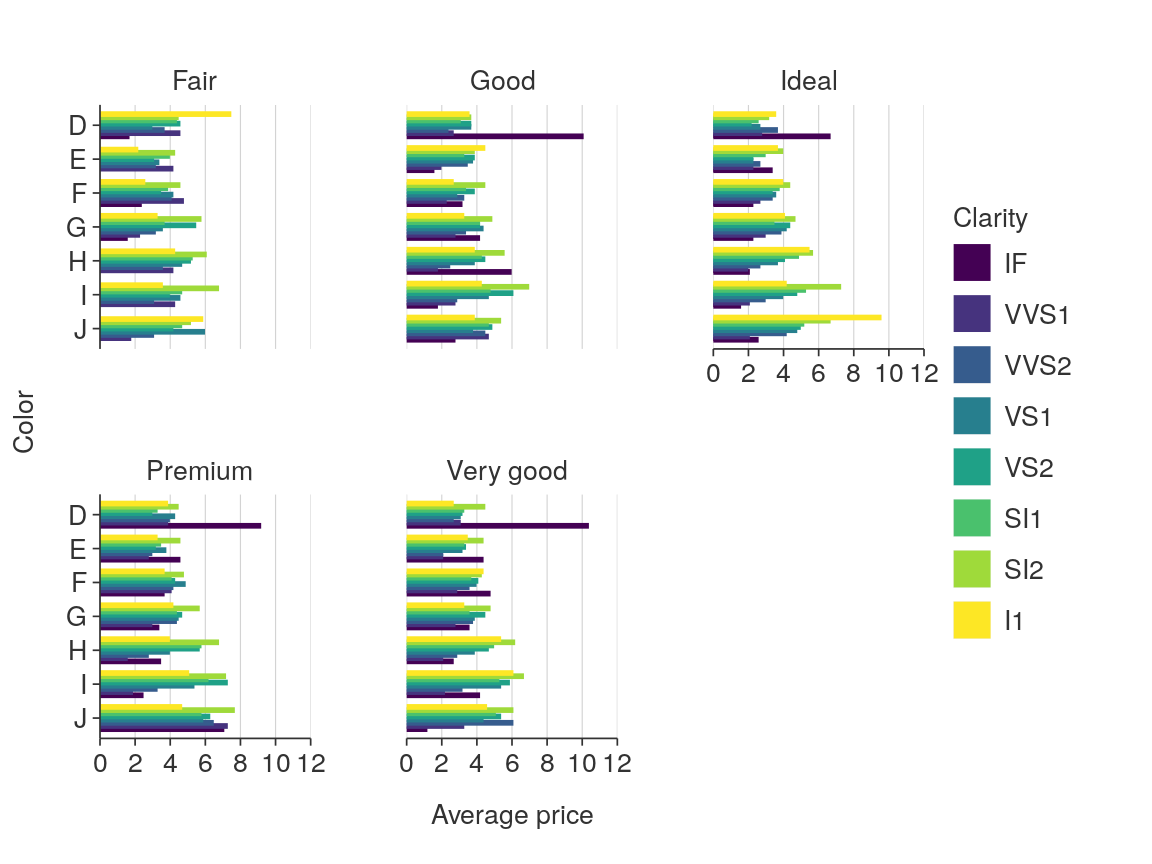 Fair Good Ideal
D
E
F
G
H
I
J
0 2 4 6 8 10 12
Color
Premium Very good
D
E
F
G
H
I
J
0 2 4 6 8 10 12 0 2 4 6 8 10 12
Average price
Clarity
IF
VVS1
VVS2
VS1
VS2
SI1
SI2
I1